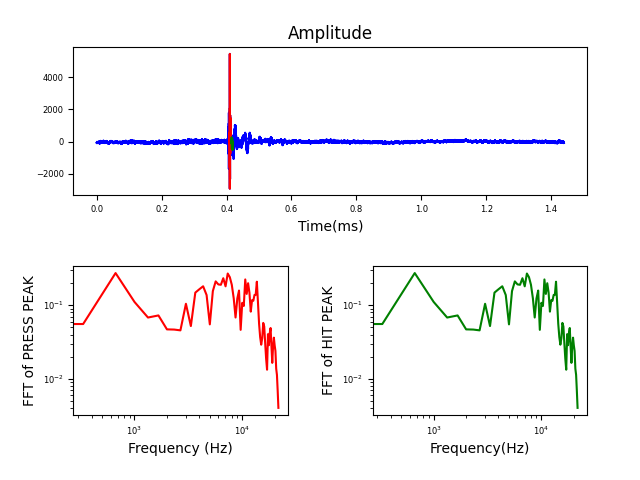 Amplitude
4000
2000
0
−2000
0.0 0.2 0.4 0.6 0.8 1.0 1.2 1.4
Time(ms)
FFT of PRESS PEAK
10⁻¹
10⁻²
10³ 10⁴
Frequency (Hz)
FFT of HIT PEAK
10⁻¹
10⁻²
10³ 10⁴
Frequency(Hz)